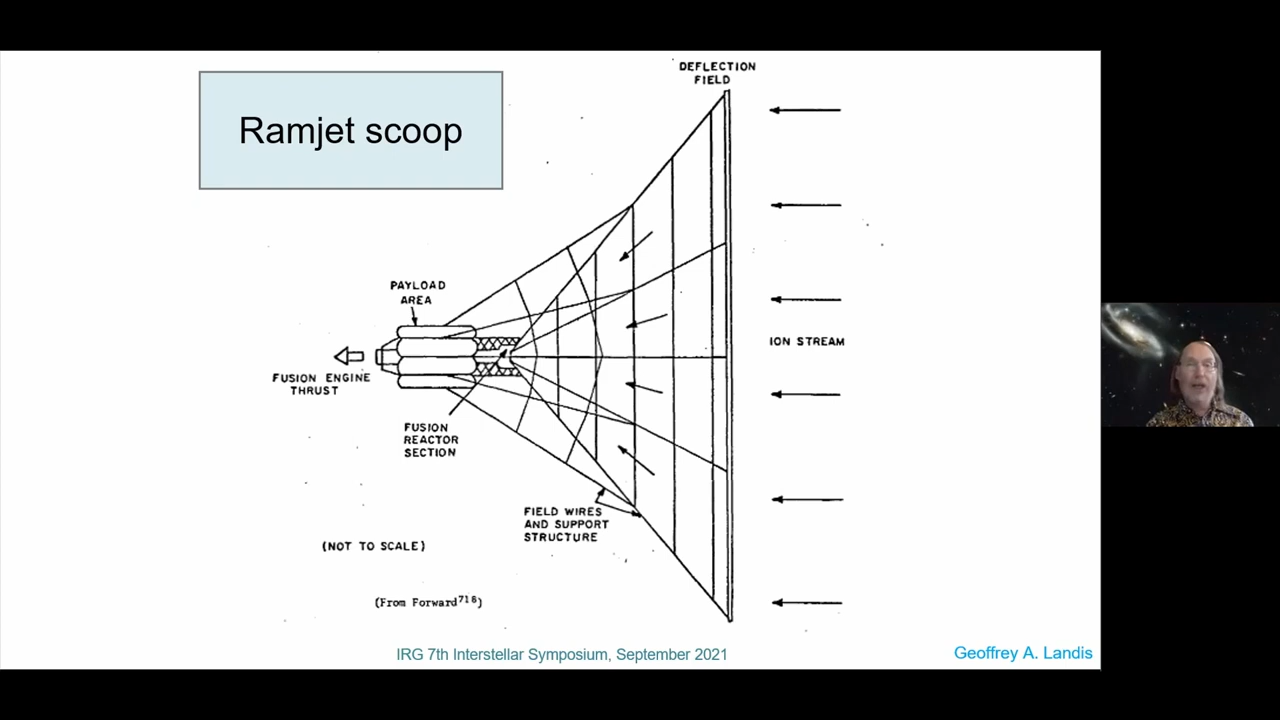 DEFLECTION
FIELD
Ramjet scoop
PAYLOAD
AREA
ION STREAM
FUSION ENGINE
THRUST
FUSION
REACTOR
SECTION
FIELD WIRES
AND SUPPORT
STRUCTURE
(NOT TO SCALE)
(From Forward716)
IRG 7th Interstellar Symposium, September 2021
Geoffrey A. Landis